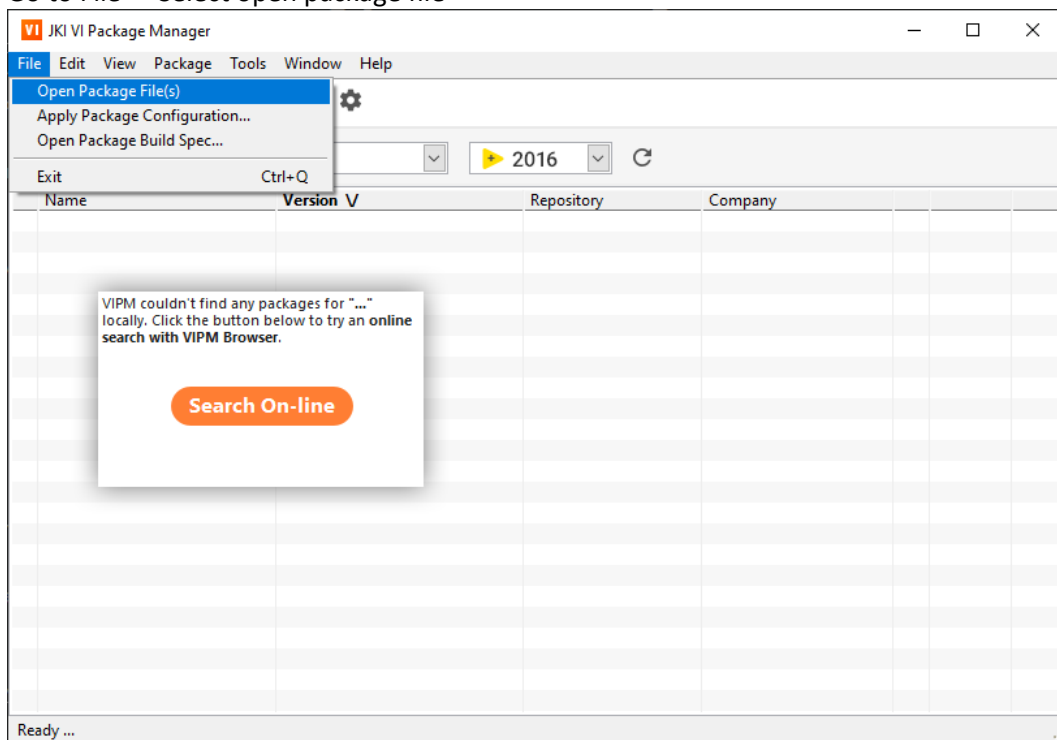 VI JKI VI Package Manager
File Edit View Package Tools Window Help
Open Package File(s)
Apply Package Configuration...
Open Package Build Spec...
Exit Ctrl+Q
2016
Name Version V Repository Company
VIPM couldn't find any packages for "..."
locally. Click the button below to try an online
search with VIPM Browser.
Search On-line
Ready ...